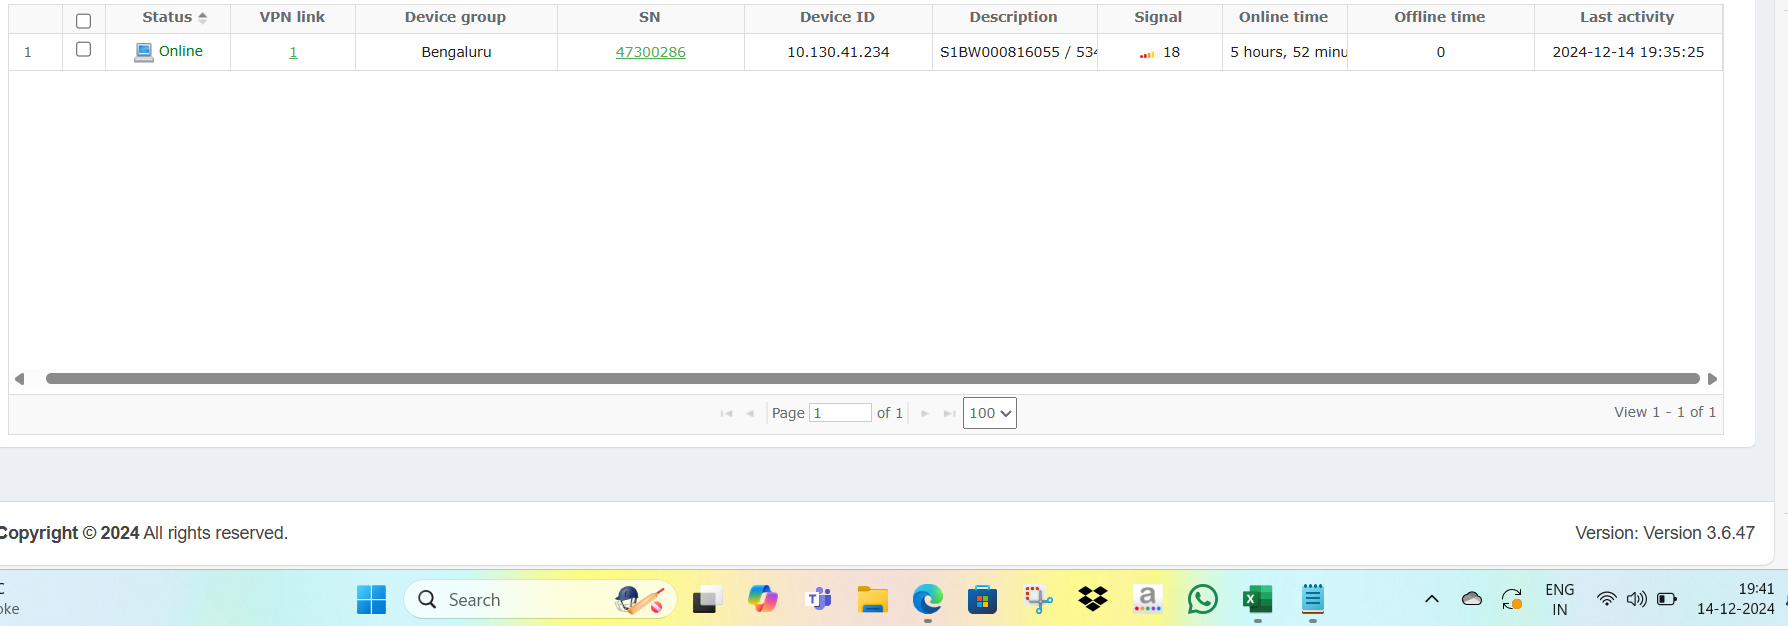 Status VPN link Device group SN Device ID Description Signal Online time Offline time Last activity
1 Online 1 Bengaluru 47300286 10.130.41.234 S1BW000816055 / 534 18 5 hours, 52 minu 0 2024-12-14 19:35:25
Page 1 of 1 100 View 1 - 1 of 1
Copyright © 2024 All rights reserved. Version: Version 3.6.47
C
oke
Search
ENG
IN
19:41
14-12-2024